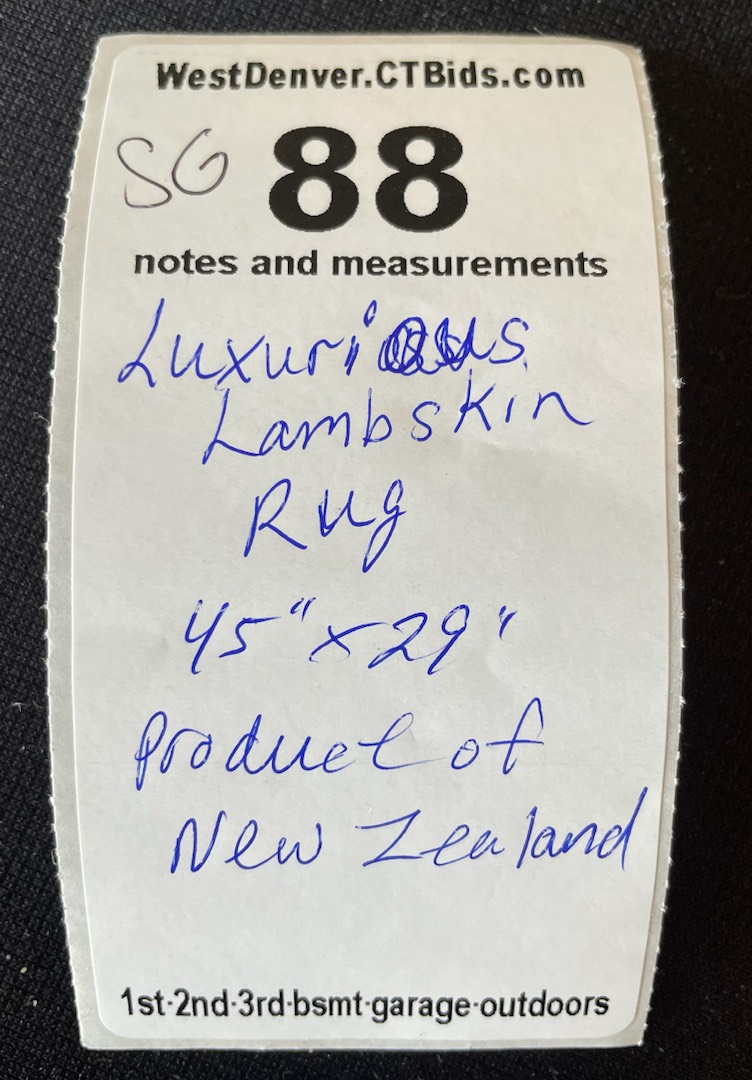 WestDenver.CTBids.com
SG 88
notes and measurements
Luxurious
Lambskin
Rug
45" x 29"
Product of
New Zealand
1st·2nd·3rd·bsmt·garage·outdoors